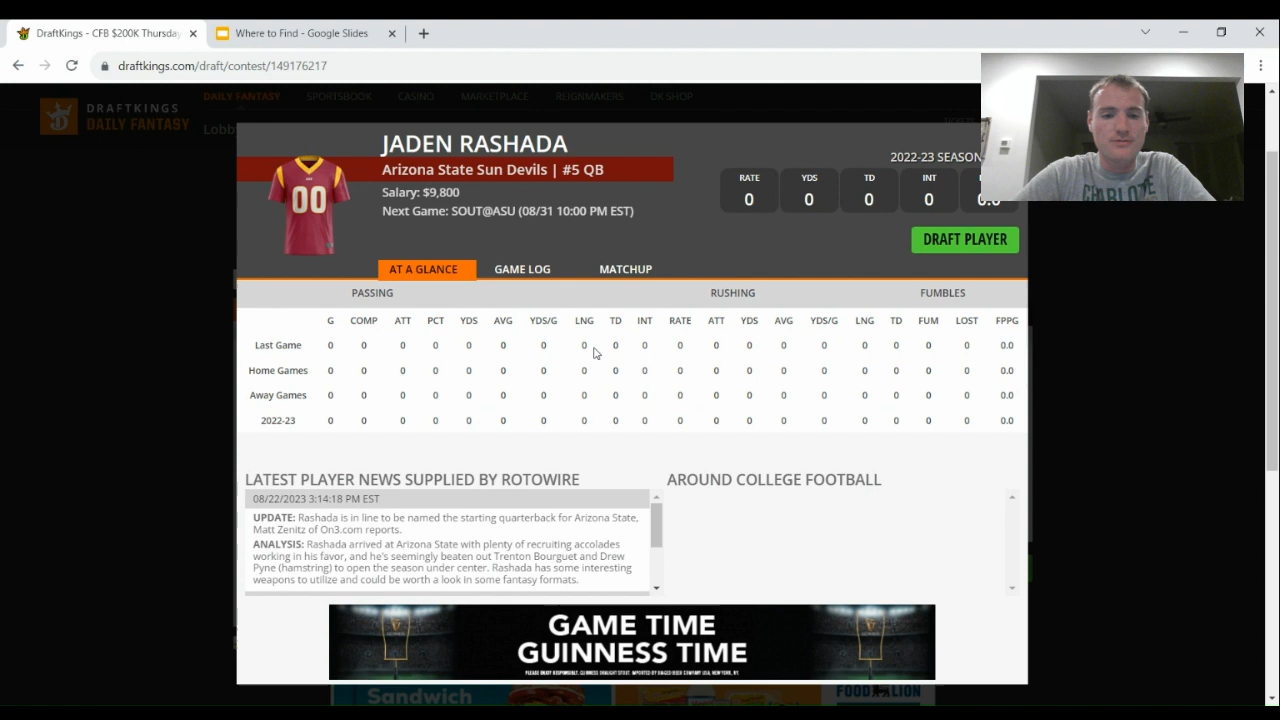 DraftKings - CFB $200K Thursday
Where to Find - Google Slides
draftkings.com/draft/contest/149176217
DRAFTKINGS
DAILY FANTASY
DAILY FANTASY SPORTSBOOK CASINO MARKETPLACE REIGNMAKERS DK SHOP
JADEN RASHADA
Arizona State Sun Devils | #5 QB
Salary: $9,800
Next Game: SOUT@ASU (08/31 10:00 PM EST)
00
2022-23 SEASON
RATE YDS TD INT
0 0 0 0 0.0
DRAFT PLAYER
CHARLOTTE
AT A GLANCE GAME LOG MATCHUP
PASSING RUSHING FUMBLES
G COMP ATT PCT YDS AVG YDS/G LNG TD INT RATE ATT YDS AVG YDS/G LNG TD FUM LOST FPPG
Last Game 0 0 0 0 0 0 0 0 0 0 0 0 0 0 0 0 0 0 0 0.0
Home Games 0 0 0 0 0 0 0 0 0 0 0 0 0 0 0 0 0 0 0 0.0
Away Games 0 0 0 0 0 0 0 0 0 0 0 0 0 0 0 0 0 0 0 0.0
2022-23 0 0 0 0 0 0 0 0 0 0 0 0 0 0 0 0 0 0 0 0.0
LATEST PLAYER NEWS SUPPLIED BY ROTOWIRE
08/22/2023 3:14:18 PM EST
UPDATE: Rashada is in line to be named the starting quarterback for Arizona State,
Matt Zenitz of On3.com reports.
ANALYSIS: Rashada arrived at Arizona State with plenty of recruiting accolades
working in his favor, and he's seemingly beaten out Trenton Bourguet and Drew
Pyne (hamstring) to open the season under center. Rashada has some interesting
weapons to utilize and could be worth a look in some fantasy formats.
AROUND COLLEGE FOOTBALL
GAME TIME
GUINNESS TIME
Sandwich
FOOD LION